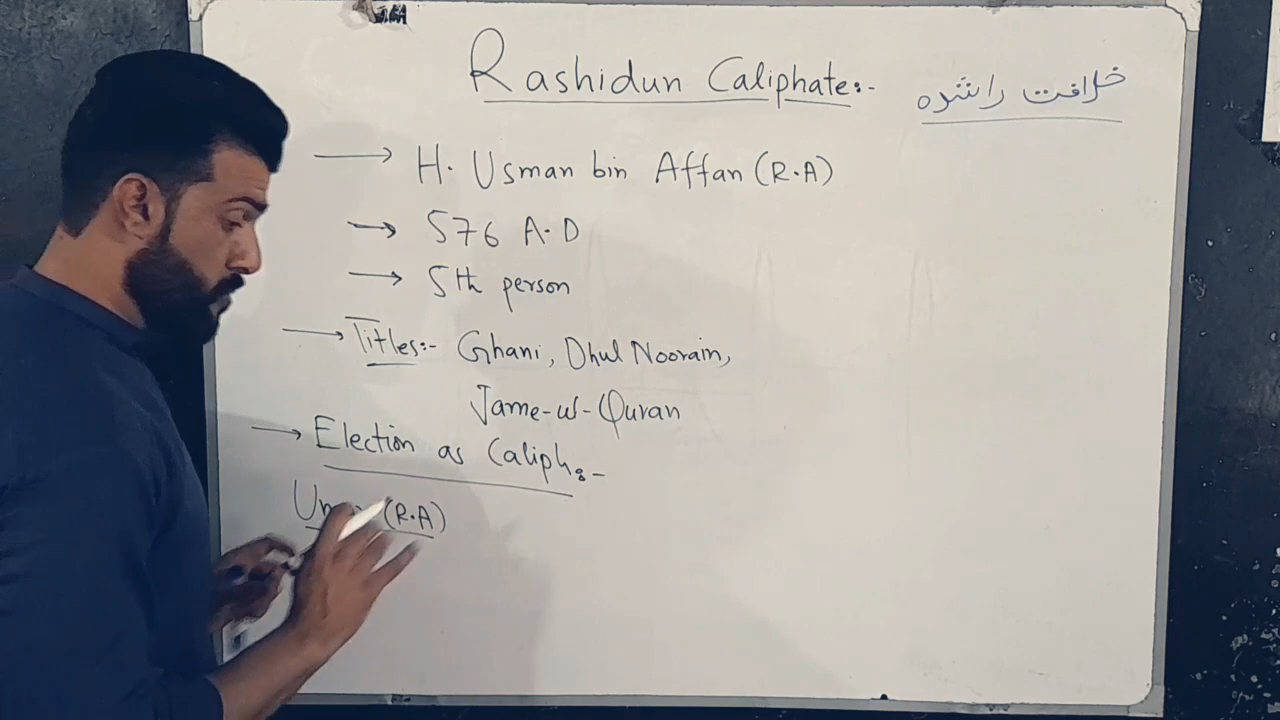 Rashidun Caliphate:- خلافت راشدہ
→ H. Usman bin Affan (R.A)
→ 576 A.D
→ 5th person
→ Titles:- Ghani, Dhul Noorain,
Jame-ul-Quran
→ Election as Caliph:-
(R.A)